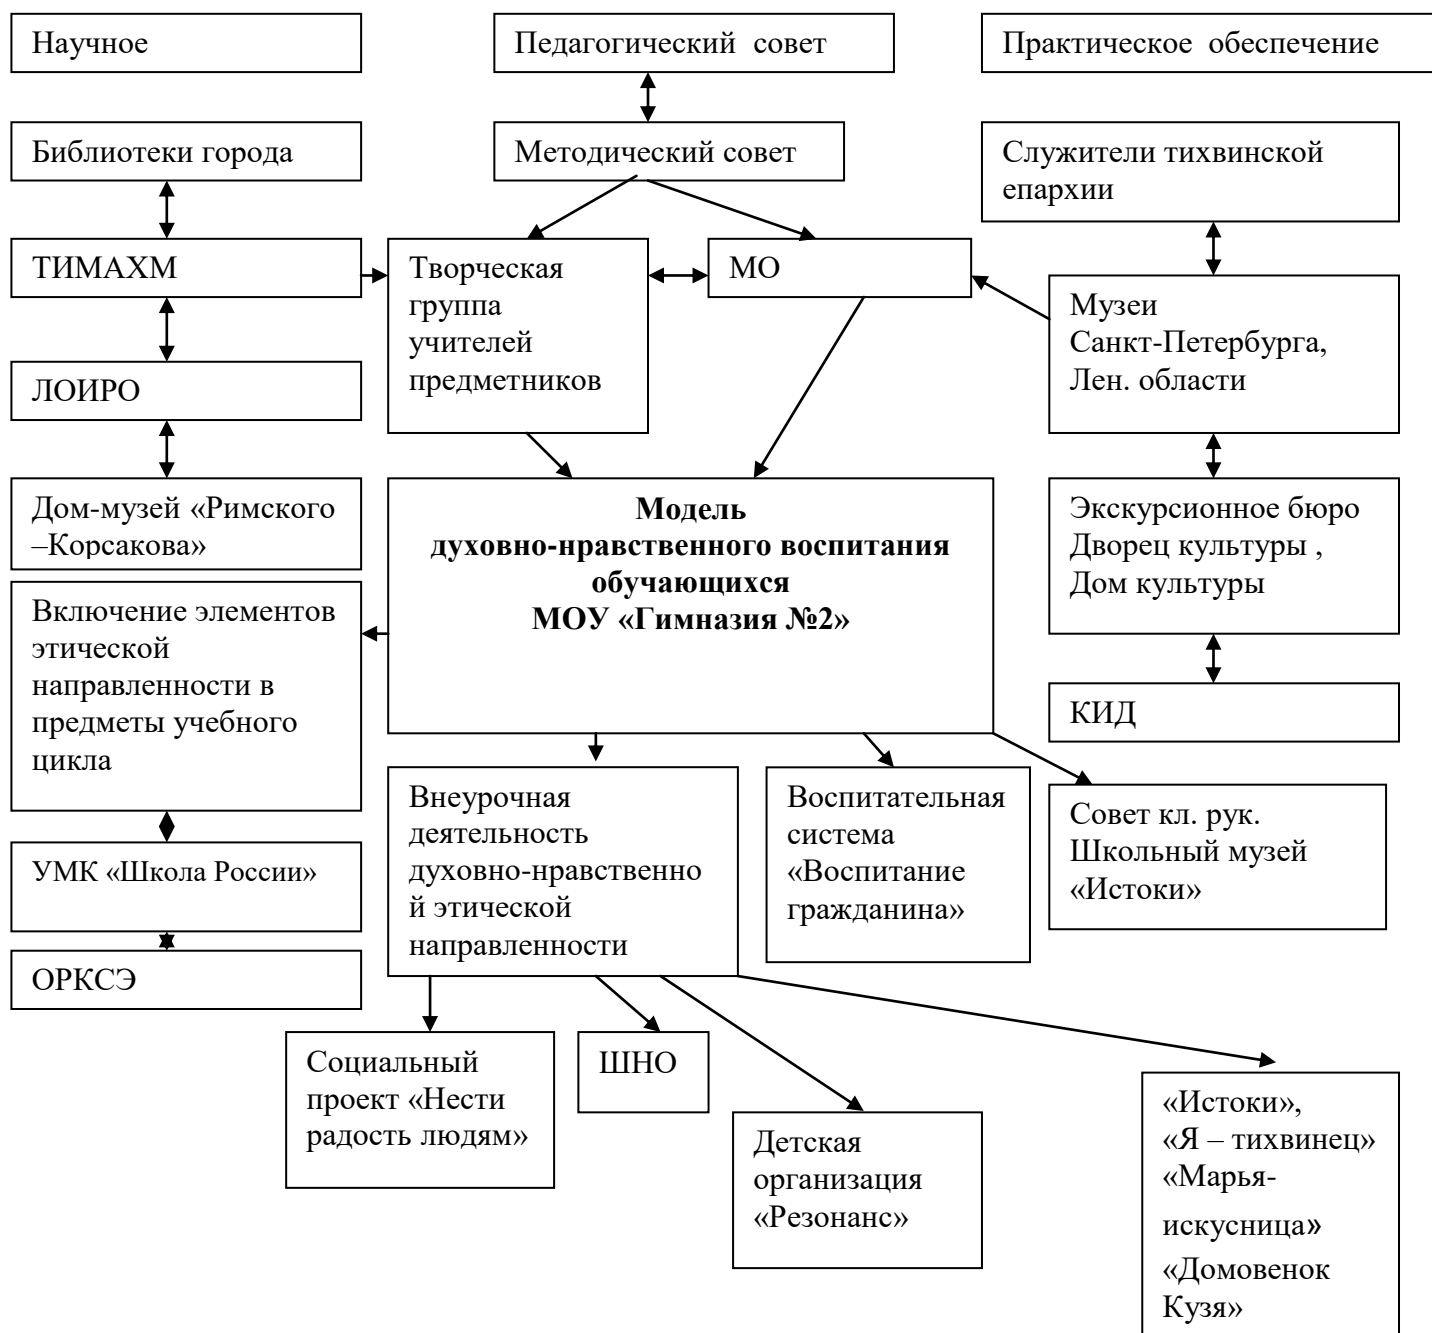 Научное
Педагогический совет
Практическое обеспечение
Библиотеки города
Методический совет
Служители тихвинской
епархии
ТИМАХМ
Творческая
группа
учителей
предметников
МО
Музеи
Санкт-Петербурга,
Лен. области
ЛОИРО
Дом-музей «Римского
–Корсакова»
Модель
духовно-нравственного воспитания
обучающихся
МОУ «Гимназия №2»
Экскурсионное бюро
Дворец культуры ,
Дом культуры
Включение элементов
этической
направленности в
предметы учебного
цикла
КИД
Внеурочная
деятельность
духовно-нравственно
й этической
направленности
Воспитательная
система
«Воспитание
гражданина»
Совет кл. рук.
Школьный музей
«Истоки»
УМК «Школа России»
ОРКСЭ
Социальный
проект «Нести
радость людям»
ШНО
Детская
организация
«Резонанс»
«Истоки»,
«Я – тихвинец»
«Марья-
искусница»
«Домовенок
Кузя»